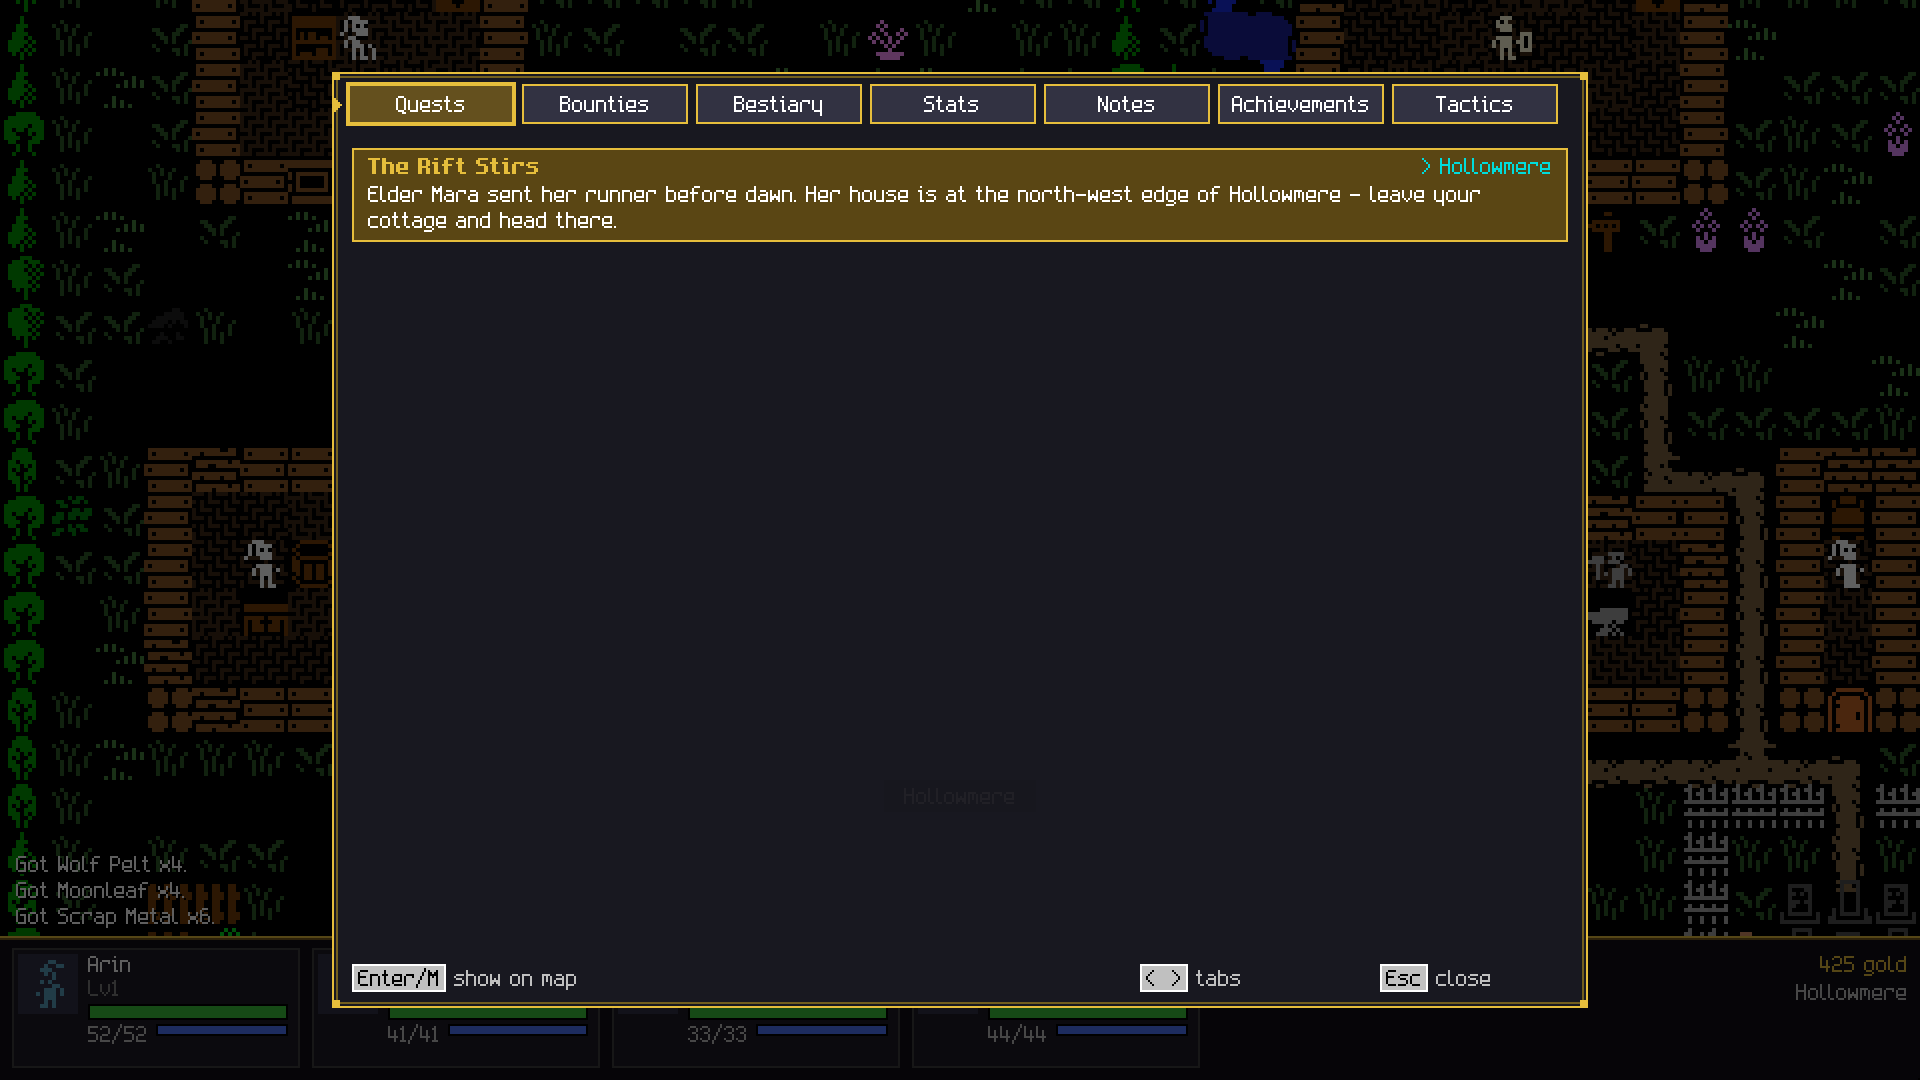 Quests Bounties Bestiary Stats Notes Achievements Tactics
The Rift Stirs > Hollowmere
Elder Mara sent her runner before dawn. Her house is at the north-west edge of Hollowmere - leave your
cottage and head there.
Hollowmere
Got Wolf Pelt x4.
Got Moonleaf x4.
Got Scrap Metal x6.
Enter/M show on map < > tabs Esc close
Arin
Lv1
52/52 41/41 33/33 44/44
425 gold
Hollowmere